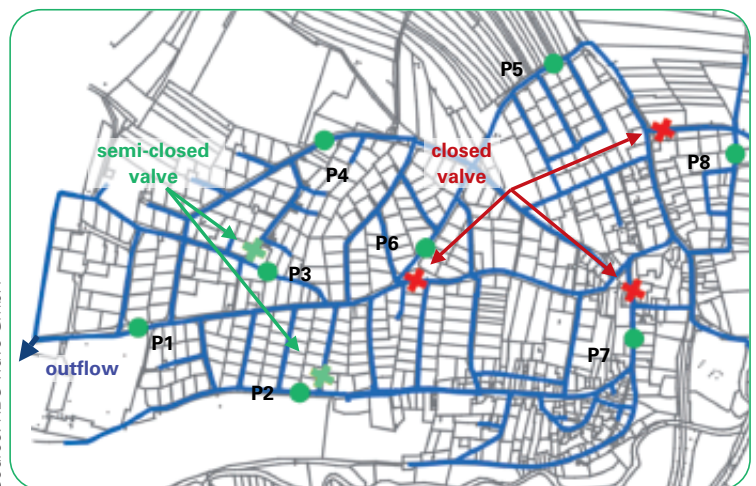 P5
semi-closed
valve
closed
valve
P8
P4
P6
P3
P1
P7
outflow
P2